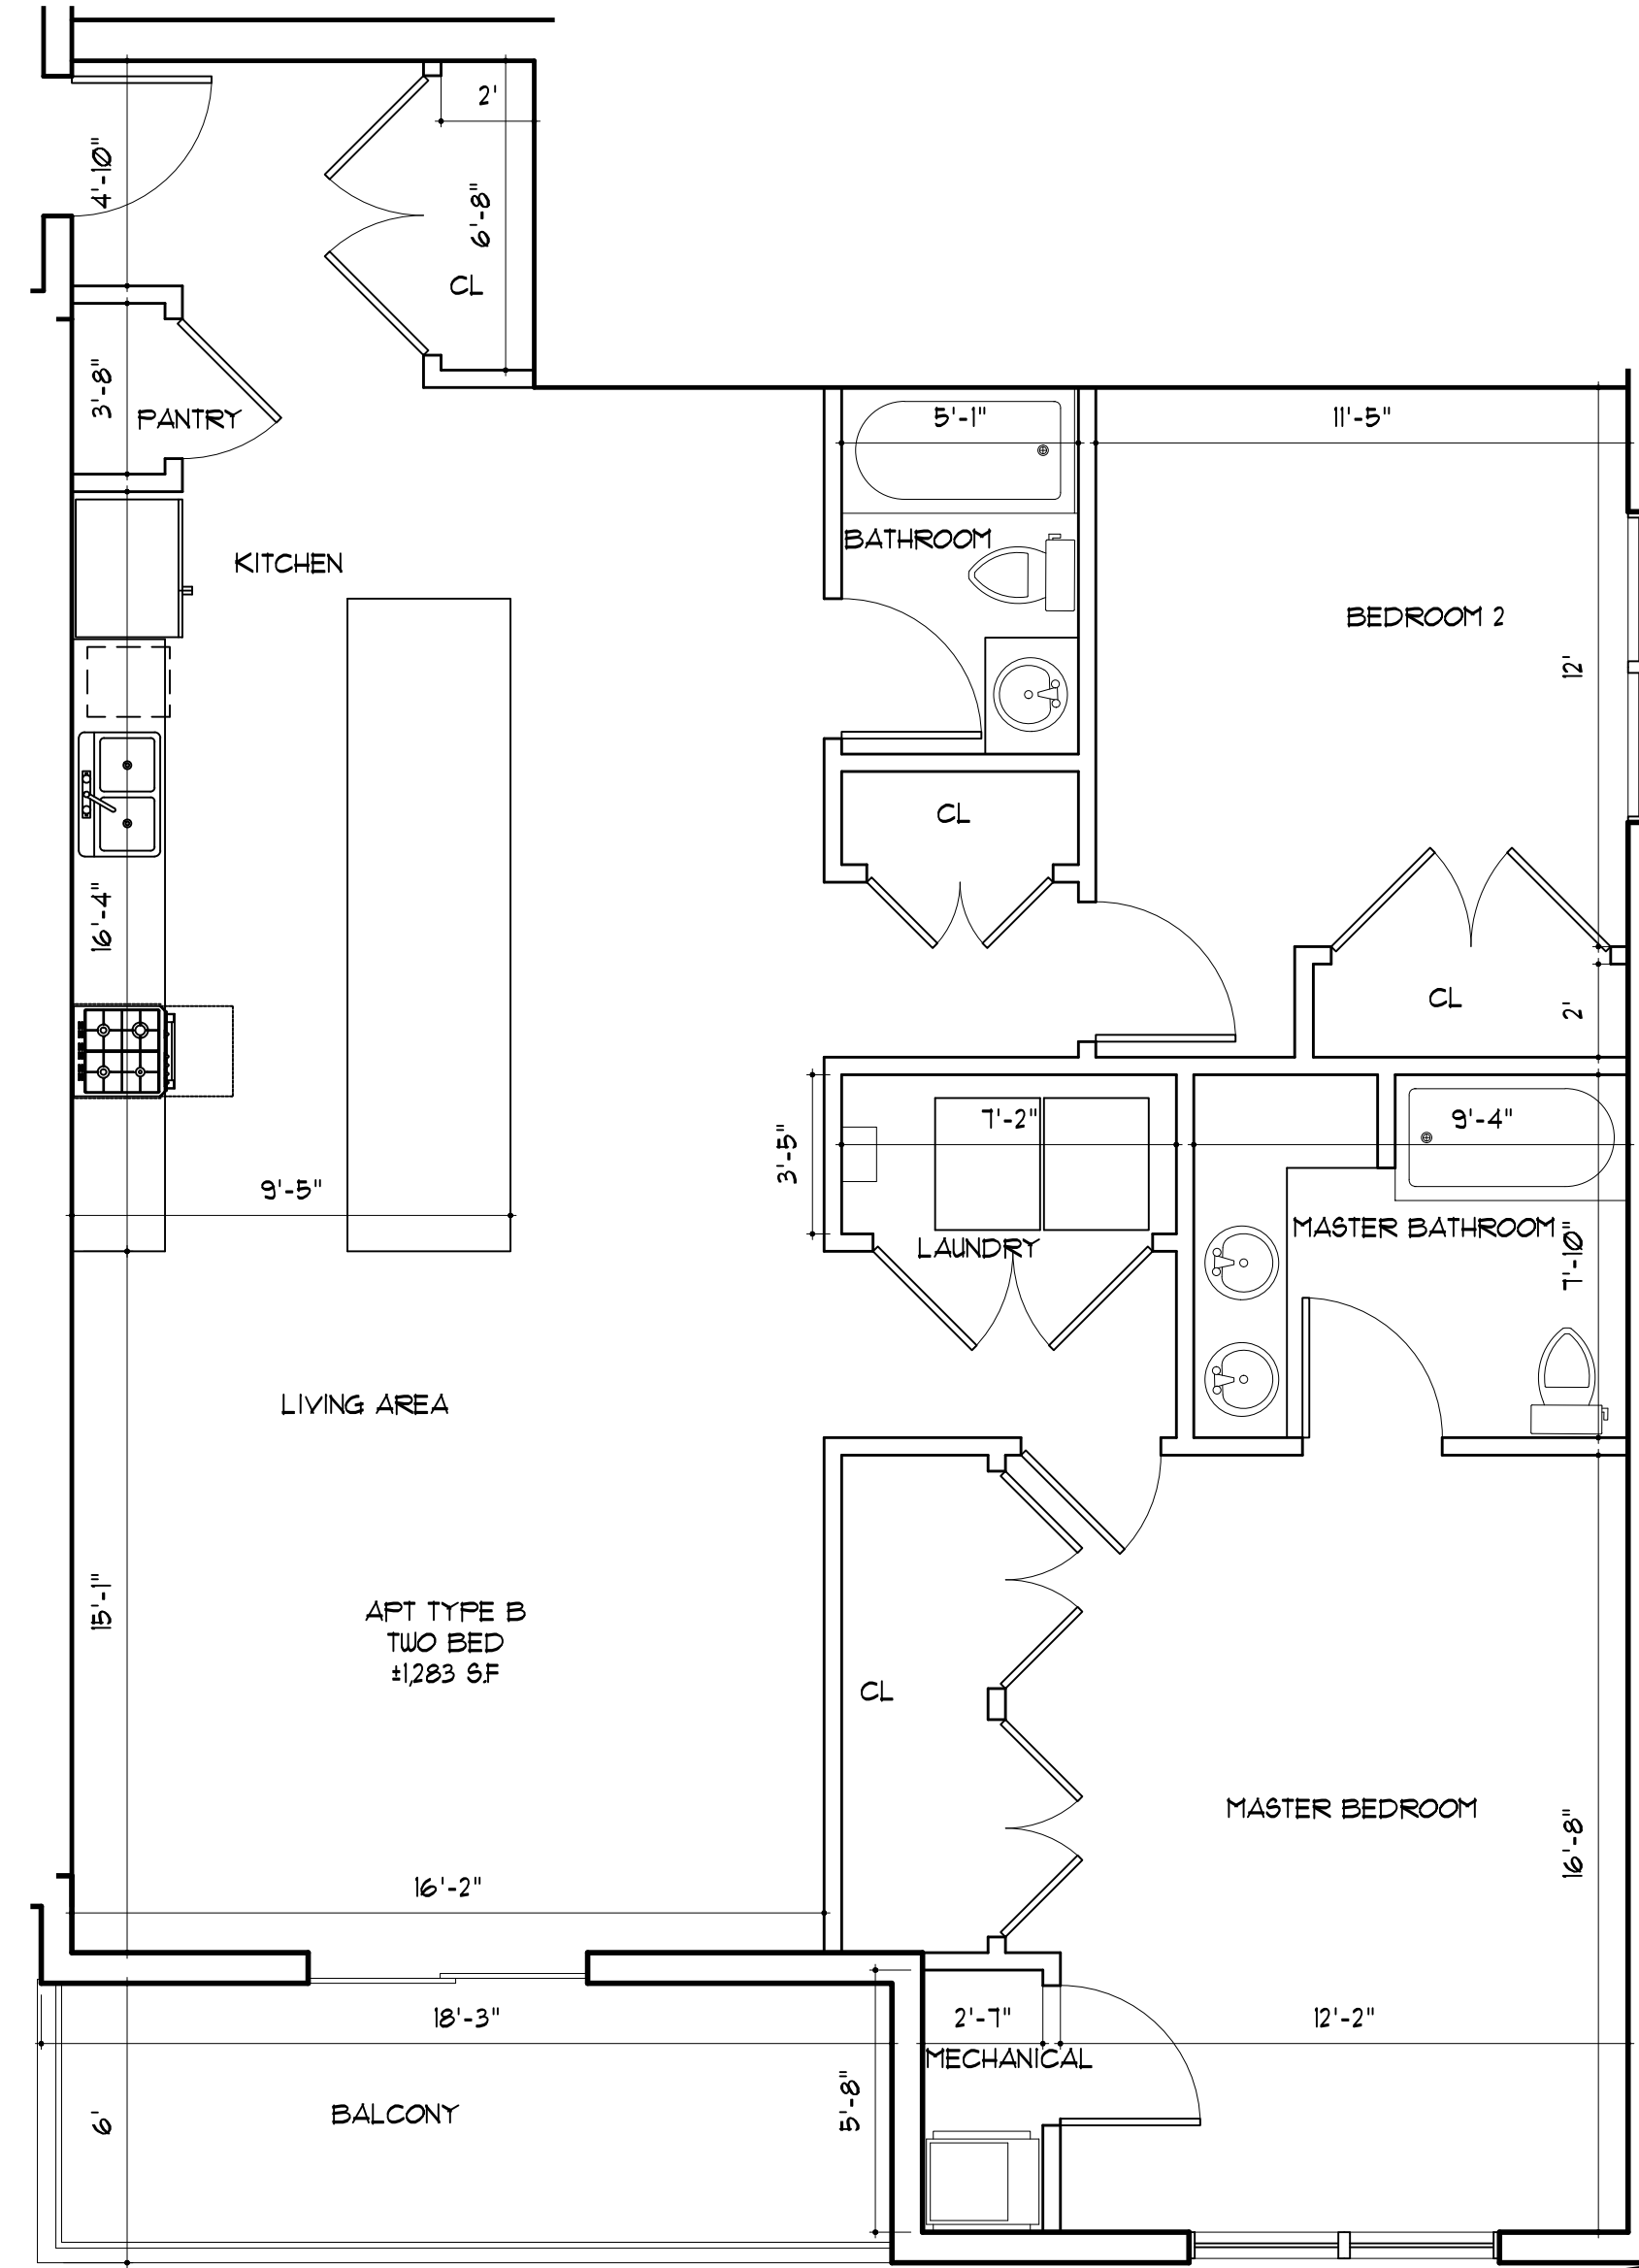 2'
4'-10"
6'-8"
CL
3'-8"
PANTRY
5'-1"
11'-5"
BATHROOM
KITCHEN
BEDROOM 2
12'
CL
16'-4"
CL
2'
7'-2"
9'-4"
3'-5"
9'-5"
MASTER BATHROOM
LAUNDRY
7'-10"
LIVING AREA
15'-1"
APT TYPE B
TWO BED
±1,283 S.F
CL
MASTER BEDROOM
16'-8"
16'-2"
18'-3"
2'-7"
12'-2"
MECHANICAL
5'-8"
BALCONY
6'